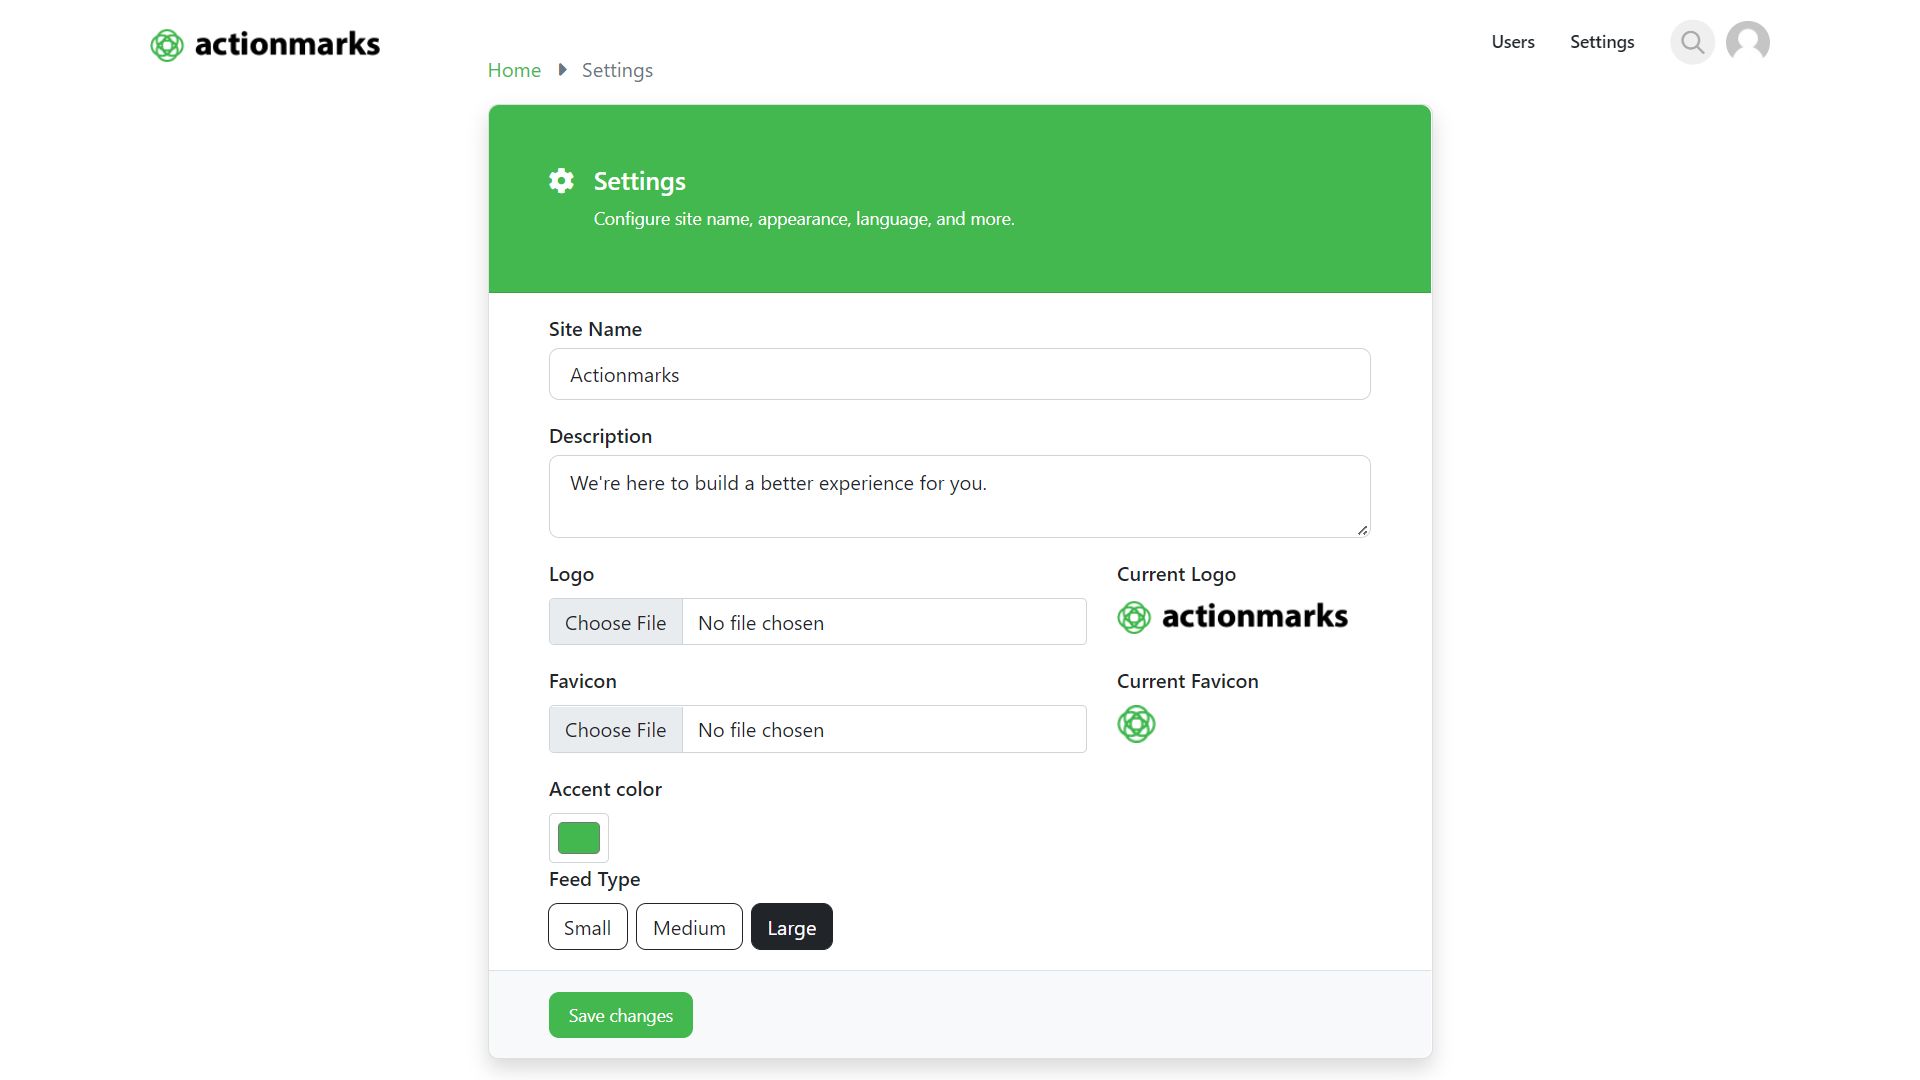 actionmarks
Users
Settings
Home
Settings
Settings
Configure site name, appearance, language, and more.
Site Name
Actionmarks
Description
We're here to build a better experience for you.
Logo
Choose File
No file chosen
Current Logo
actionmarks
Favicon
Choose File
No file chosen
Current Favicon
Accent color
Feed Type
Small
Medium
Large
Save changes